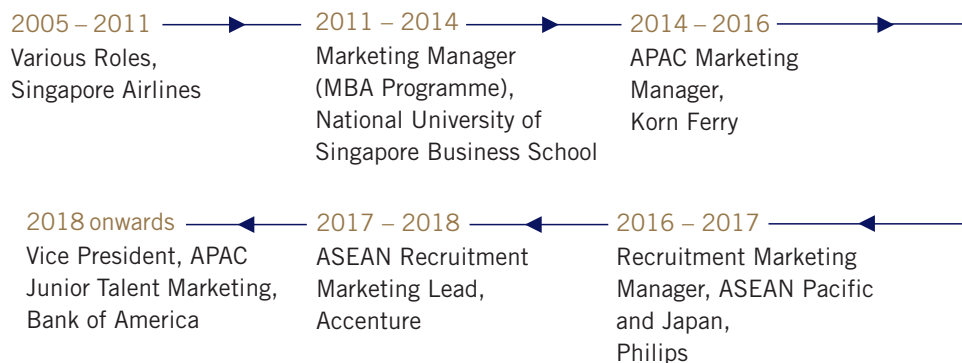 2005 – 2011
Various Roles,
Singapore Airlines
2011 – 2014
Marketing Manager
(MBA Programme),
National University of
Singapore Business School
2014 – 2016
APAC Marketing
Manager,
Korn Ferry
2016 – 2017
Recruitment Marketing
Manager, ASEAN Pacific
and Japan,
Philips
2017 – 2018
ASEAN Recruitment
Marketing Lead,
Accenture
2018 onwards
Vice President, APAC
Junior Talent Marketing,
Bank of America